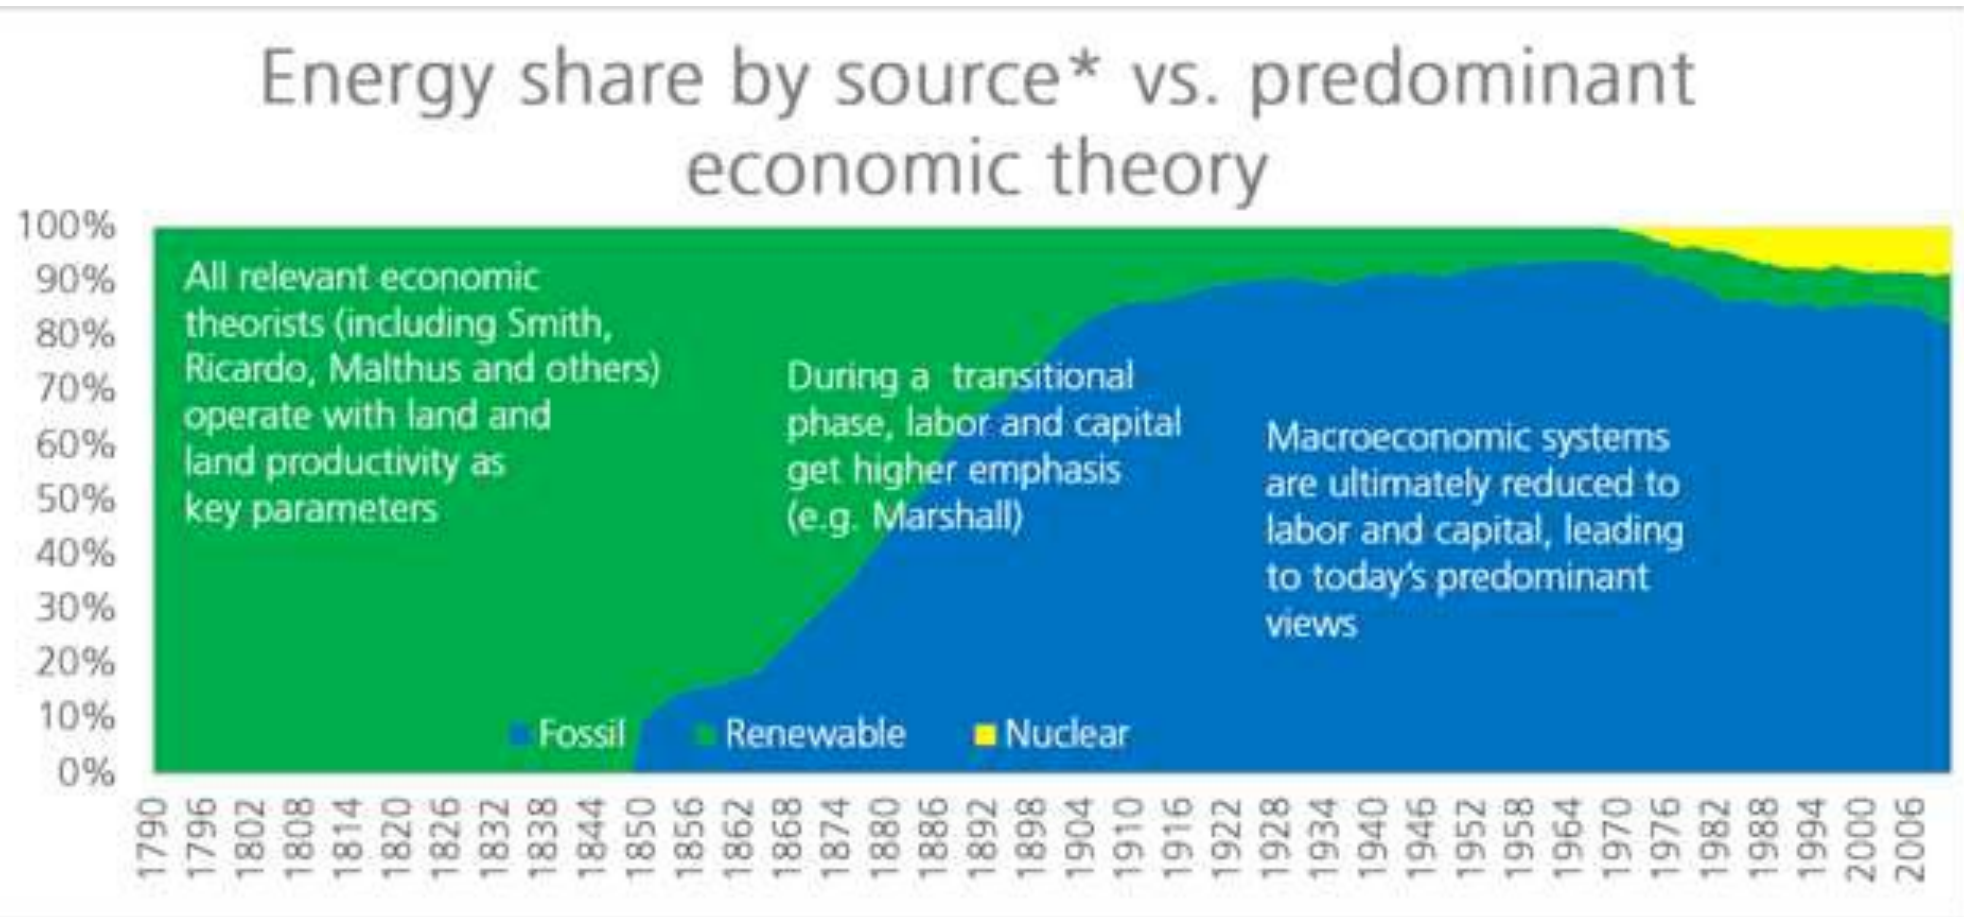 Energy share by source* vs. predominant
economic theory
100%
90%
80%
70%
60%
50%
40%
30%
20%
10%
0%
All relevant economic
theorists (including Smith,
Ricardo, Malthus and others)
operate with land and
land productivity as
key parameters
During a transitional
phase, labor and capital
get higher emphasis
(e.g. Marshall)
Macroeconomic systems
are ultimately reduced to
labor and capital, leading
to today's predominant
views
Fossil
Renewable
Nuclear
1790
1796
1802
1808
1814
1820
1826
1832
1838
1844
1850
1856
1862
1868
1874
1880
1886
1892
1898
1904
1910
1916
1922
1928
1934
1940
1946
1952
1958
1964
1970
1976
1982
1988
1994
2000
2006